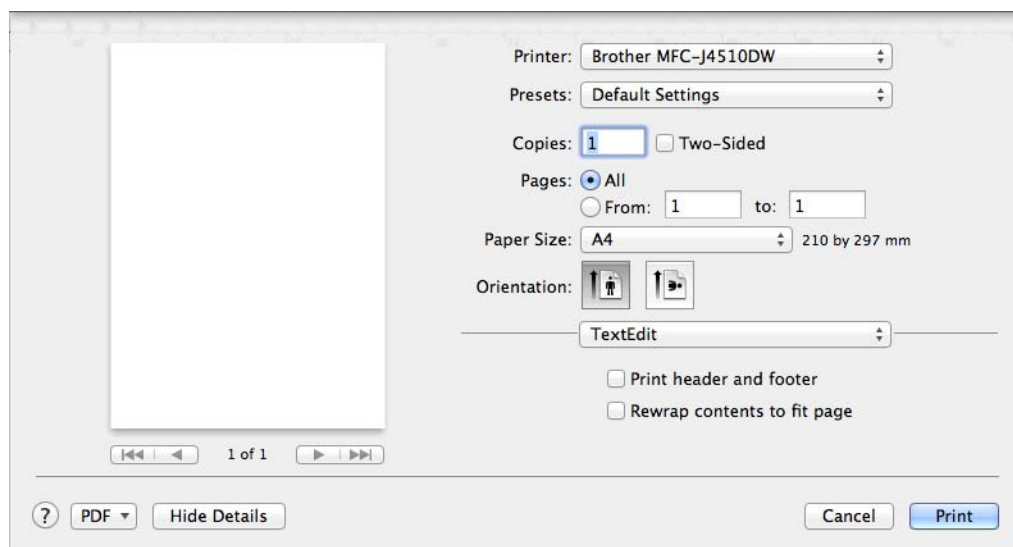 Printer: Brother MFC-J4510DW
Presets: Default Settings
Copies: 1 Two-Sided
Pages: All
From: 1 to: 1
Paper Size: A4 210 by 297 mm
Orientation:
TextEdit
Print header and footer
Rewrap contents to fit page
1 of 1
? PDF Hide Details Cancel Print